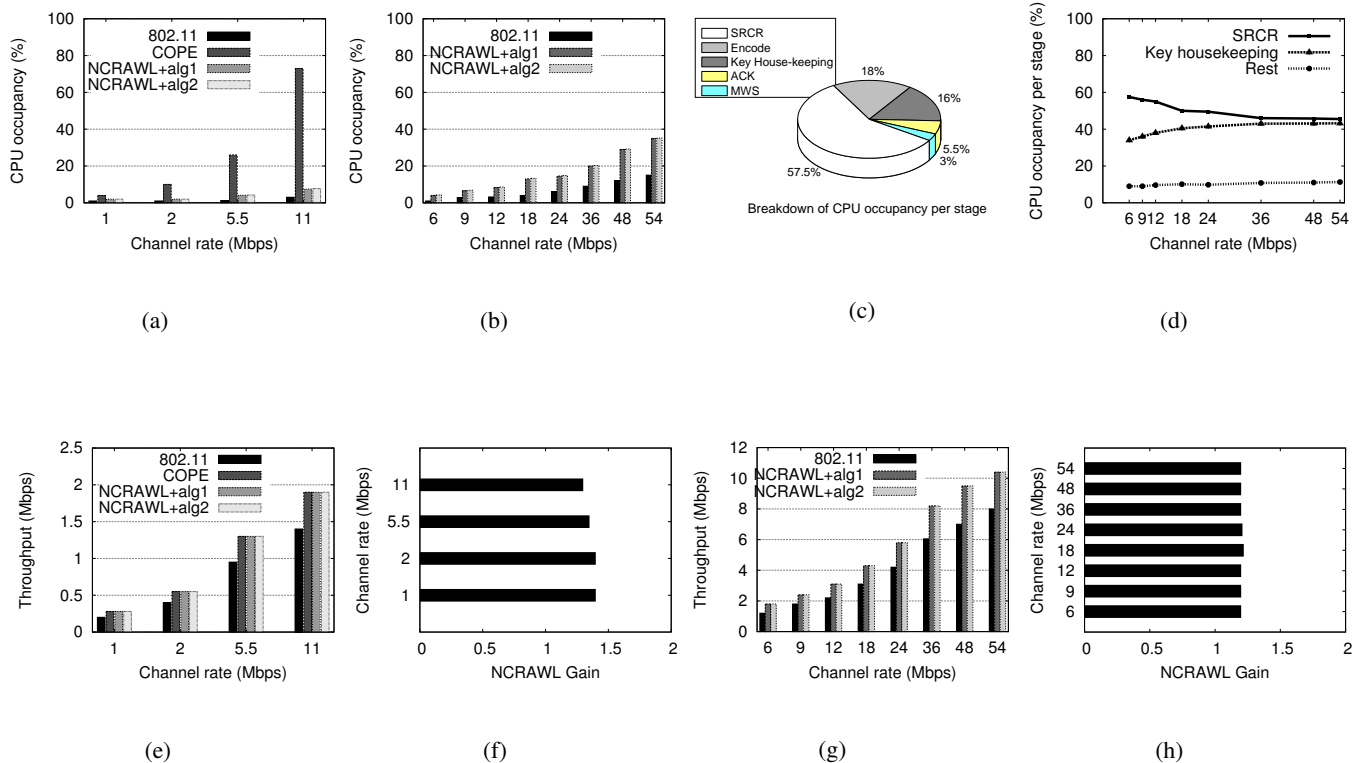 CPU occupancy (%)
100
80
60
40
20
0
802.11
COPE
NCRAWL+alg1
NCRAWL+alg2
1 2 5.5 11
Channel rate (Mbps)
(a)
CPU occupancy (%)
100
80
60
40
20
0
802.11
NCRAWL+alg1
NCRAWL+alg2
6 9 12 18 24 36 48 54
Channel rate (Mbps)
(b)
SRCR
Encode
Key House-keeping
ACK
MWS
18%
16%
5.5%
3%
57.5%
Breakdown of CPU occupancy per stage
(c)
CPU occupancy per stage (%)
100
80
60
40
20
0
SRCR
Key housekeeping
Rest
6 9 12 18 24 36 48 54
Channel rate (Mbps)
(d)
Throughput (Mbps)
2.5
2
1.5
1
0.5
0
802.11
COPE
NCRAWL+alg1
NCRAWL+alg2
1 2 5.5 11
Channel rate (Mbps)
(e)
Channel rate (Mbps)
11
5.5
2
1
0 0.5 1 1.5 2
NCRAWL Gain
(f)
Throughput (Mbps)
12
10
8
6
4
2
0
802.11
NCRAWL+alg1
NCRAWL+alg2
6 9 12 18 24 36 48 54
Channel rate (Mbps)
(g)
Channel rate (Mbps)
54
48
36
24
18
12
9
6
0 0.5 1 1.5 2
NCRAWL Gain
(h)